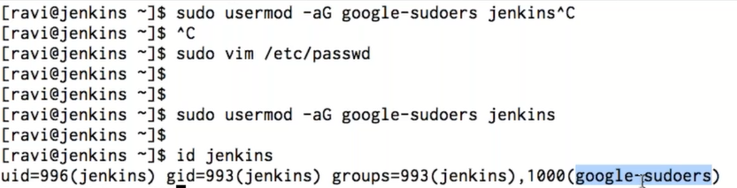 [ravi@jenkins ~]$ sudo usermod -aG google-sudoers jenkins^C
[ravi@jenkins ~]$ ^C
[ravi@jenkins ~]$ sudo vim /etc/passwd
[ravi@jenkins ~]$
[ravi@jenkins ~]$
[ravi@jenkins ~]$ sudo usermod -aG google-sudoers jenkins
[ravi@jenkins ~]$
[ravi@jenkins ~]$ id jenkins
uid=996(jenkins) gid=993(jenkins) groups=993(jenkins),1000(google-sudoers)